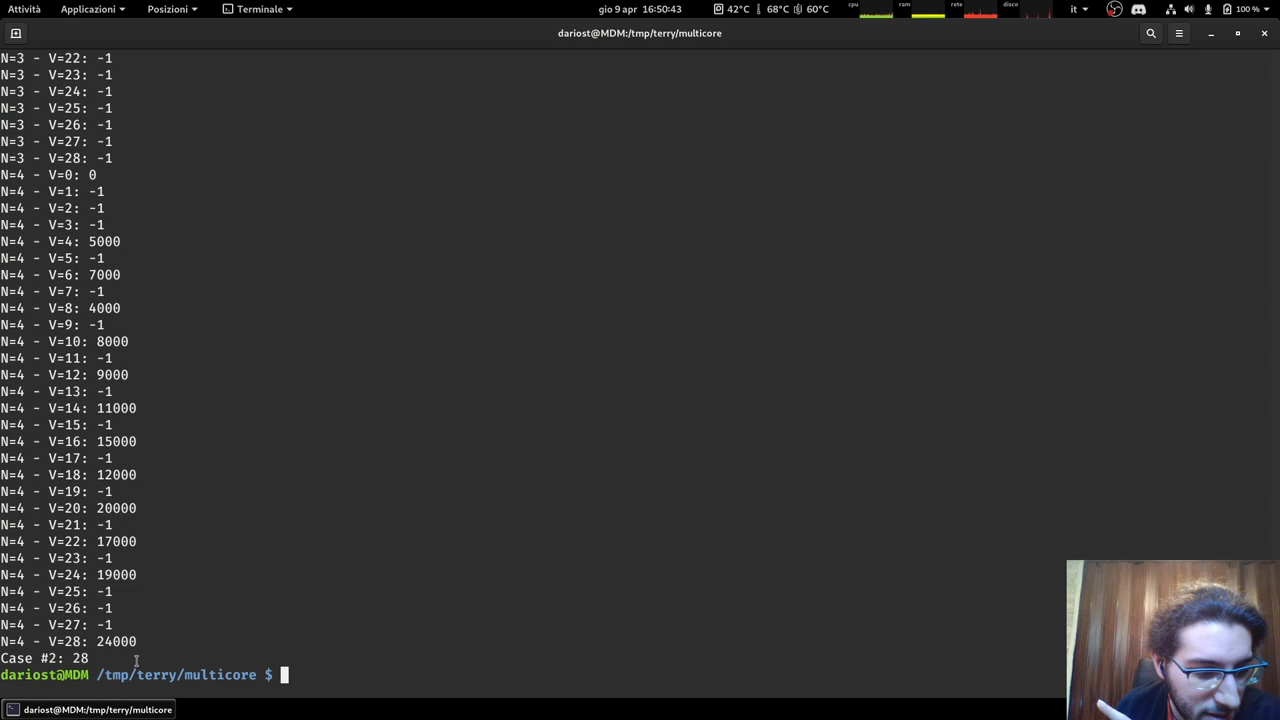 Attività Applicazioni Posizioni Terminale gio 9 apr 16:50:43 42°C 68°C 60°C cpu ram rete disco it 100 %
dariost@MDM:/tmp/terry/multicore
N=3 - V=22: -1
N=3 - V=23: -1
N=3 - V=24: -1
N=3 - V=25: -1
N=3 - V=26: -1
N=3 - V=27: -1
N=3 - V=28: -1
N=4 - V=0: 0
N=4 - V=1: -1
N=4 - V=2: -1
N=4 - V=3: -1
N=4 - V=4: 5000
N=4 - V=5: -1
N=4 - V=6: 7000
N=4 - V=7: -1
N=4 - V=8: 4000
N=4 - V=9: -1
N=4 - V=10: 8000
N=4 - V=11: -1
N=4 - V=12: 9000
N=4 - V=13: -1
N=4 - V=14: 11000
N=4 - V=15: -1
N=4 - V=16: 15000
N=4 - V=17: -1
N=4 - V=18: 12000
N=4 - V=19: -1
N=4 - V=20: 20000
N=4 - V=21: -1
N=4 - V=22: 17000
N=4 - V=23: -1
N=4 - V=24: 19000
N=4 - V=25: -1
N=4 - V=26: -1
N=4 - V=27: -1
N=4 - V=28: 24000
Case #2: 28
dariost@MDM /tmp/terry/multicore $
dariost@MDM:/tmp/terry/multicore